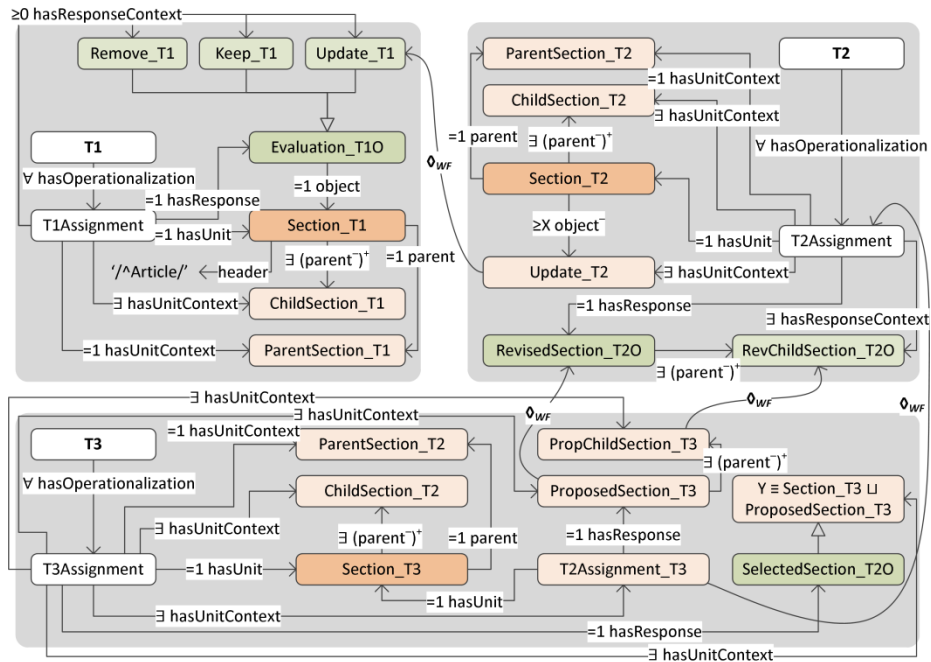 ≥0 hasResponseContext
Remove_T1
Keep_T1
Update_T1
T1
∀ hasOperationalization
=1 hasResponse
Evaluation_T1O
=1 object
T1Assignment
=1 hasUnit
Section_T1
‘/^Article/’
header
∃ (parent⁻)⁺
=1 parent
∃ hasUnitContext
ChildSection_T1
=1 hasUnitContext
ParentSection_T1
◊WF
ParentSection_T2
T2
=1 hasUnitContext
ChildSection_T2
∃ hasUnitContext
=1 parent
∃ (parent⁻)⁺
∀ hasOperationalization
Section_T2
≥X object⁻
=1 hasUnit
T2Assignment
Update_T2
∃ hasUnitContext
=1 hasResponse
∃ hasResponseContext
RevisedSection_T2O
RevChildSection_T2O
∃ (parent⁻)⁺
◊WF
◊WF
◊WF
∃ hasUnitContext
∃ hasUnitContext
=1 hasUnitContext
T3
ParentSection_T2
PropChildSection_T3
∀ hasOperationalization
∃ (parent⁻)⁺
ChildSection_T2
ProposedSection_T3
Y ≡ Section_T3 ⊔
ProposedSection_T3
∃ hasUnitContext
∃ (parent⁻)⁺
=1 parent
=1 hasResponse
T3Assignment
=1 hasUnit
Section_T3
T2Assignment_T3
SelectedSection_T2O
=1 hasUnit
∃ hasUnitContext
=1 hasResponse
∃ hasUnitContext